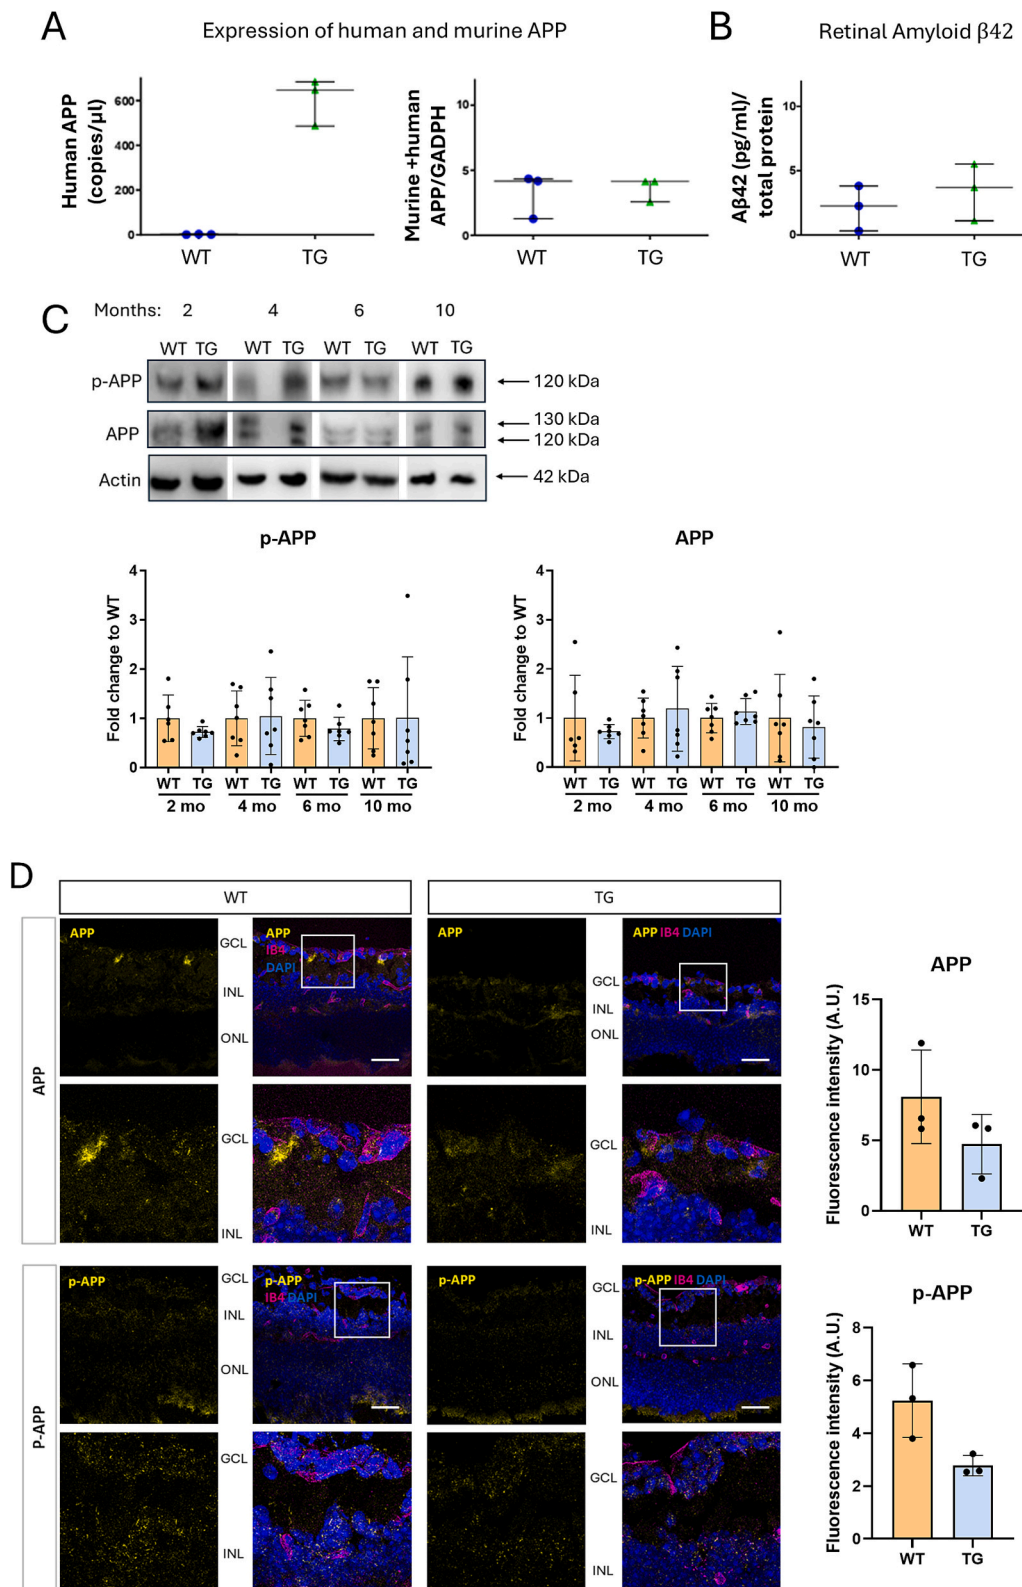 A
Expression of human and murine APP
B
Retinal Amyloid β42
Human APP
(copies/µl)
600
400
200
0
WT
TG
Murine +human
APP/GADPH
10
5
0
WT
TG
Aβ42 (pg/ml)/
total protein
10
5
0
WT
TG
C
Months: 2 4 6 10
WT TG WT TG WT TG WT TG
p-APP
120 kDa
APP
130 kDa
120 kDa
Actin
42 kDa
p-APP
Fold change to WT
4
3
2
1
0
WT TG WT TG WT TG WT TG
2 mo 4 mo 6 mo 10 mo
APP
Fold change to WT
4
3
2
1
0
WT TG WT TG WT TG WT TG
2 mo 4 mo 6 mo 10 mo
D
WT
TG
APP
APP
GCL
INL
ONL
APP
IB4
DAPI
APP
GCL
INL
ONL
APP IB4 DAPI
GCL
INL
GCL
INL
P-APP
p-APP
GCL
INL
ONL
p-APP
IB4 DAPI
p-APP
GCL
INL
ONL
p-APP IB4 DAPI
GCL
INL
GCL
INL
APP
Fluorescence intensity (A.U.)
15
10
5
0
WT TG
p-APP
Fluorescence intensity (A.U.)
8
6
4
2
0
WT TG